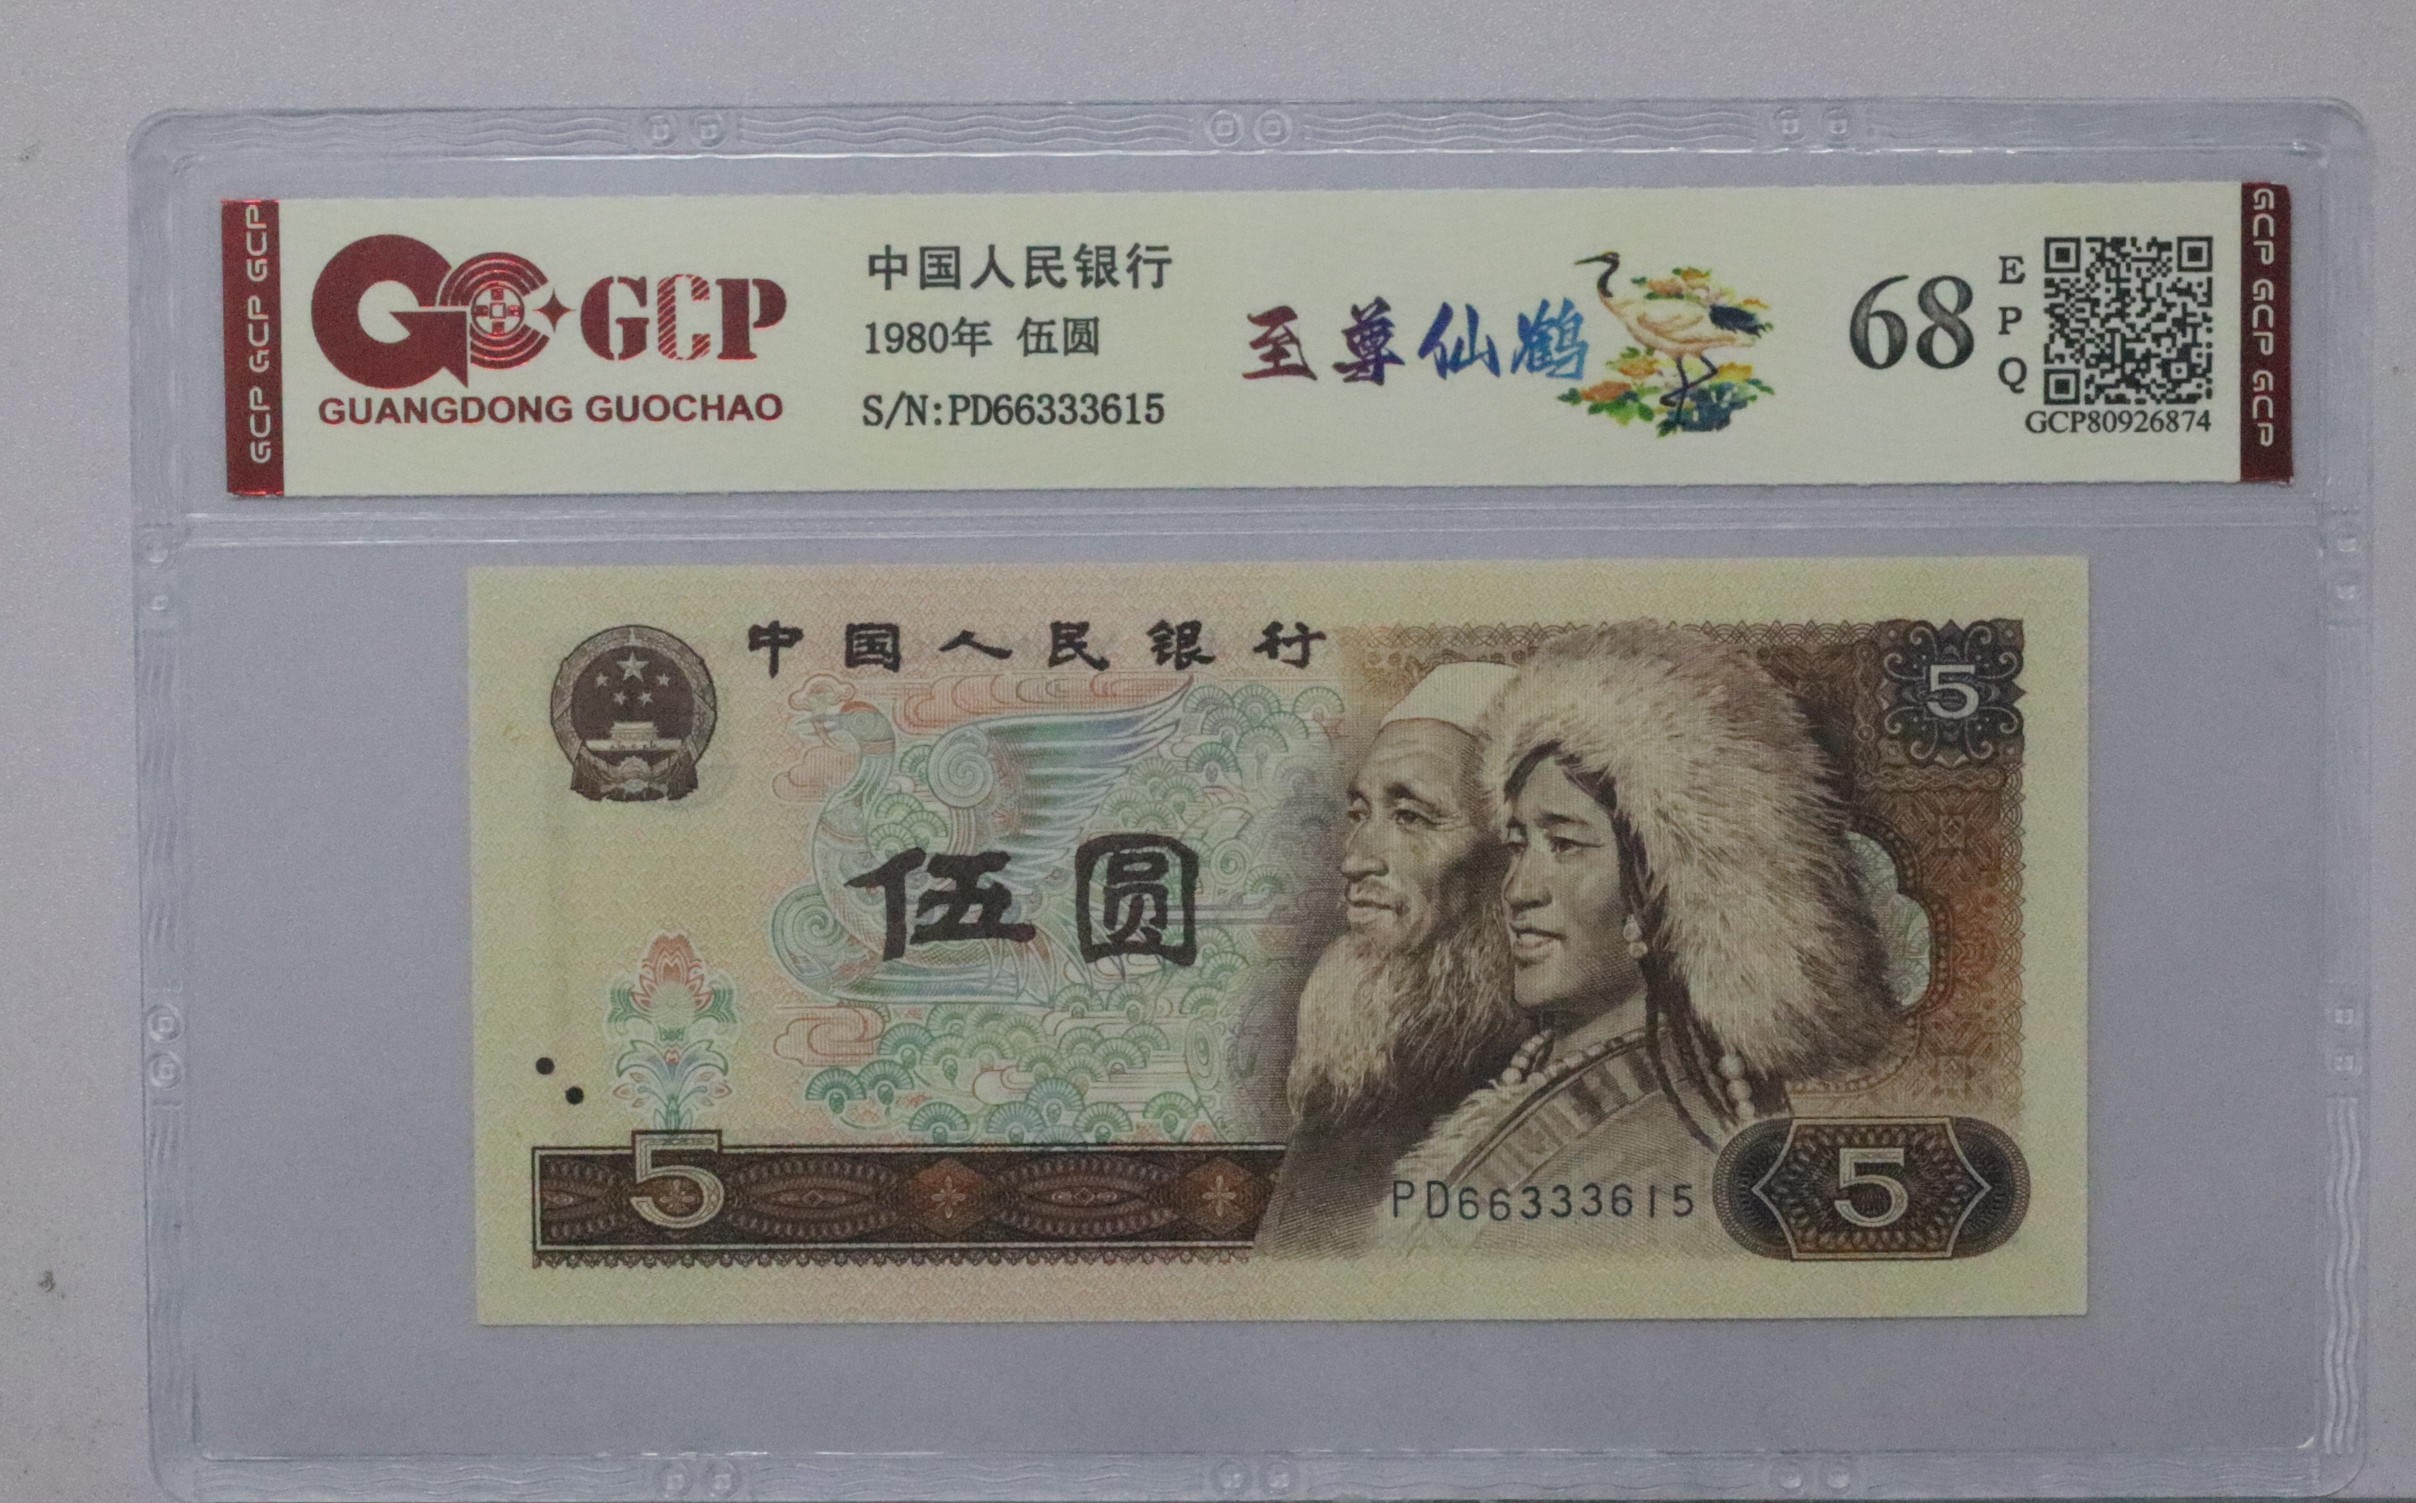 GCP GCP GCP
GCP
GUANGDONG GUOCHAO
中国人民银行
1980年 伍圆
S/N:PD66333615
至尊仙鹤
68
EPQ
GCP80926874
GCP GCP GCP
中国人民银行
5
伍圆
5
PD66333615
5